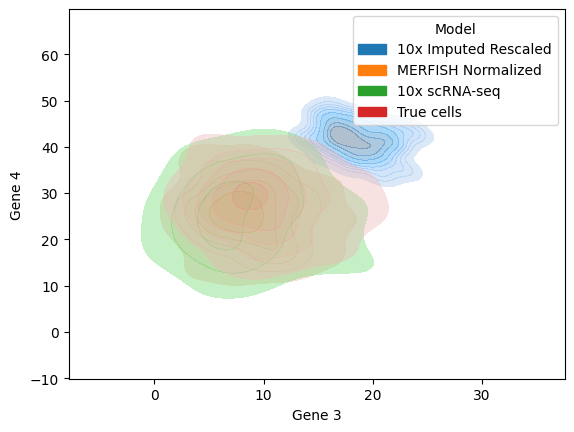 Model
10x Imputed Rescaled
MERFISH Normalized
10x scRNA-seq
True cells
60
50
40
30
20
10
0
−10
Gene 4
0
10
20
30
Gene 3